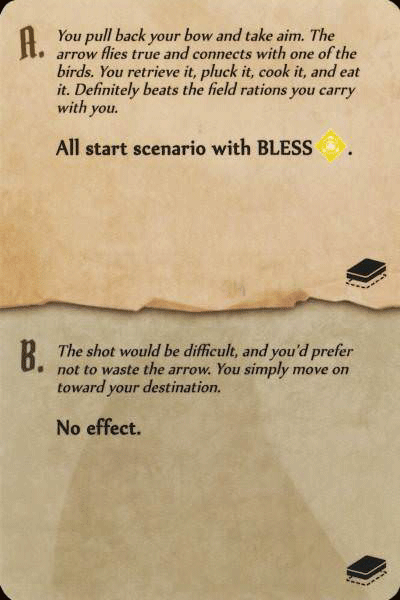 A.
You pull back your bow and take aim. The
arrow flies true and connects with one of the
birds. You retrieve it, pluck it, cook it, and eat
it. Definitely beats the field rations you carry
with you.
All start scenario with BLESS .
B.
The shot would be difficult, and you'd prefer
not to waste the arrow. You simply move on
toward your destination.
No effect.